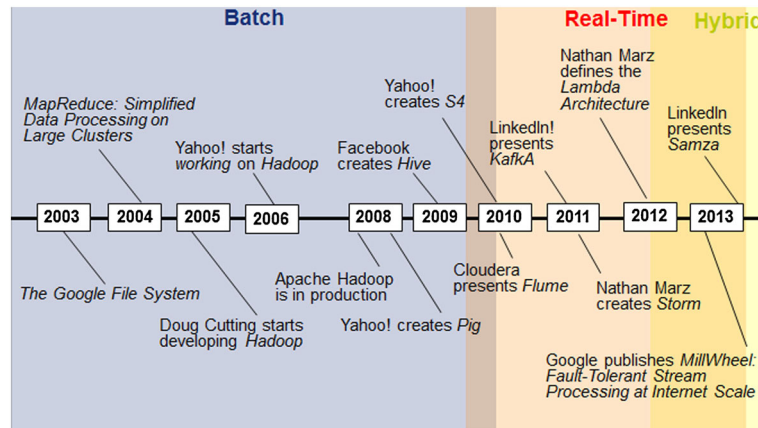 Batch
Real-Time
Hybrid
MapReduce: Simplified
Data Processing on
Large Clusters
Yahoo! starts
working on Hadoop
Facebook
creates Hive
Yahoo!
creates S4
LinkedIn!
presents
KafkA
Nathan Marz
defines the
Lambda
Architecture
LinkedIn
presents
Samza
2003
2004
2005
2006
2008
2009
2010
2011
2012
2013
The Google File System
Doug Cutting starts
developing Hadoop
Apache Hadoop
is in production
Yahoo! creates Pig
Cloudera
presents Flume
Nathan Marz
creates Storm
Google publishes MillWheel:
Fault-Tolerant Stream
Processing at Internet Scale